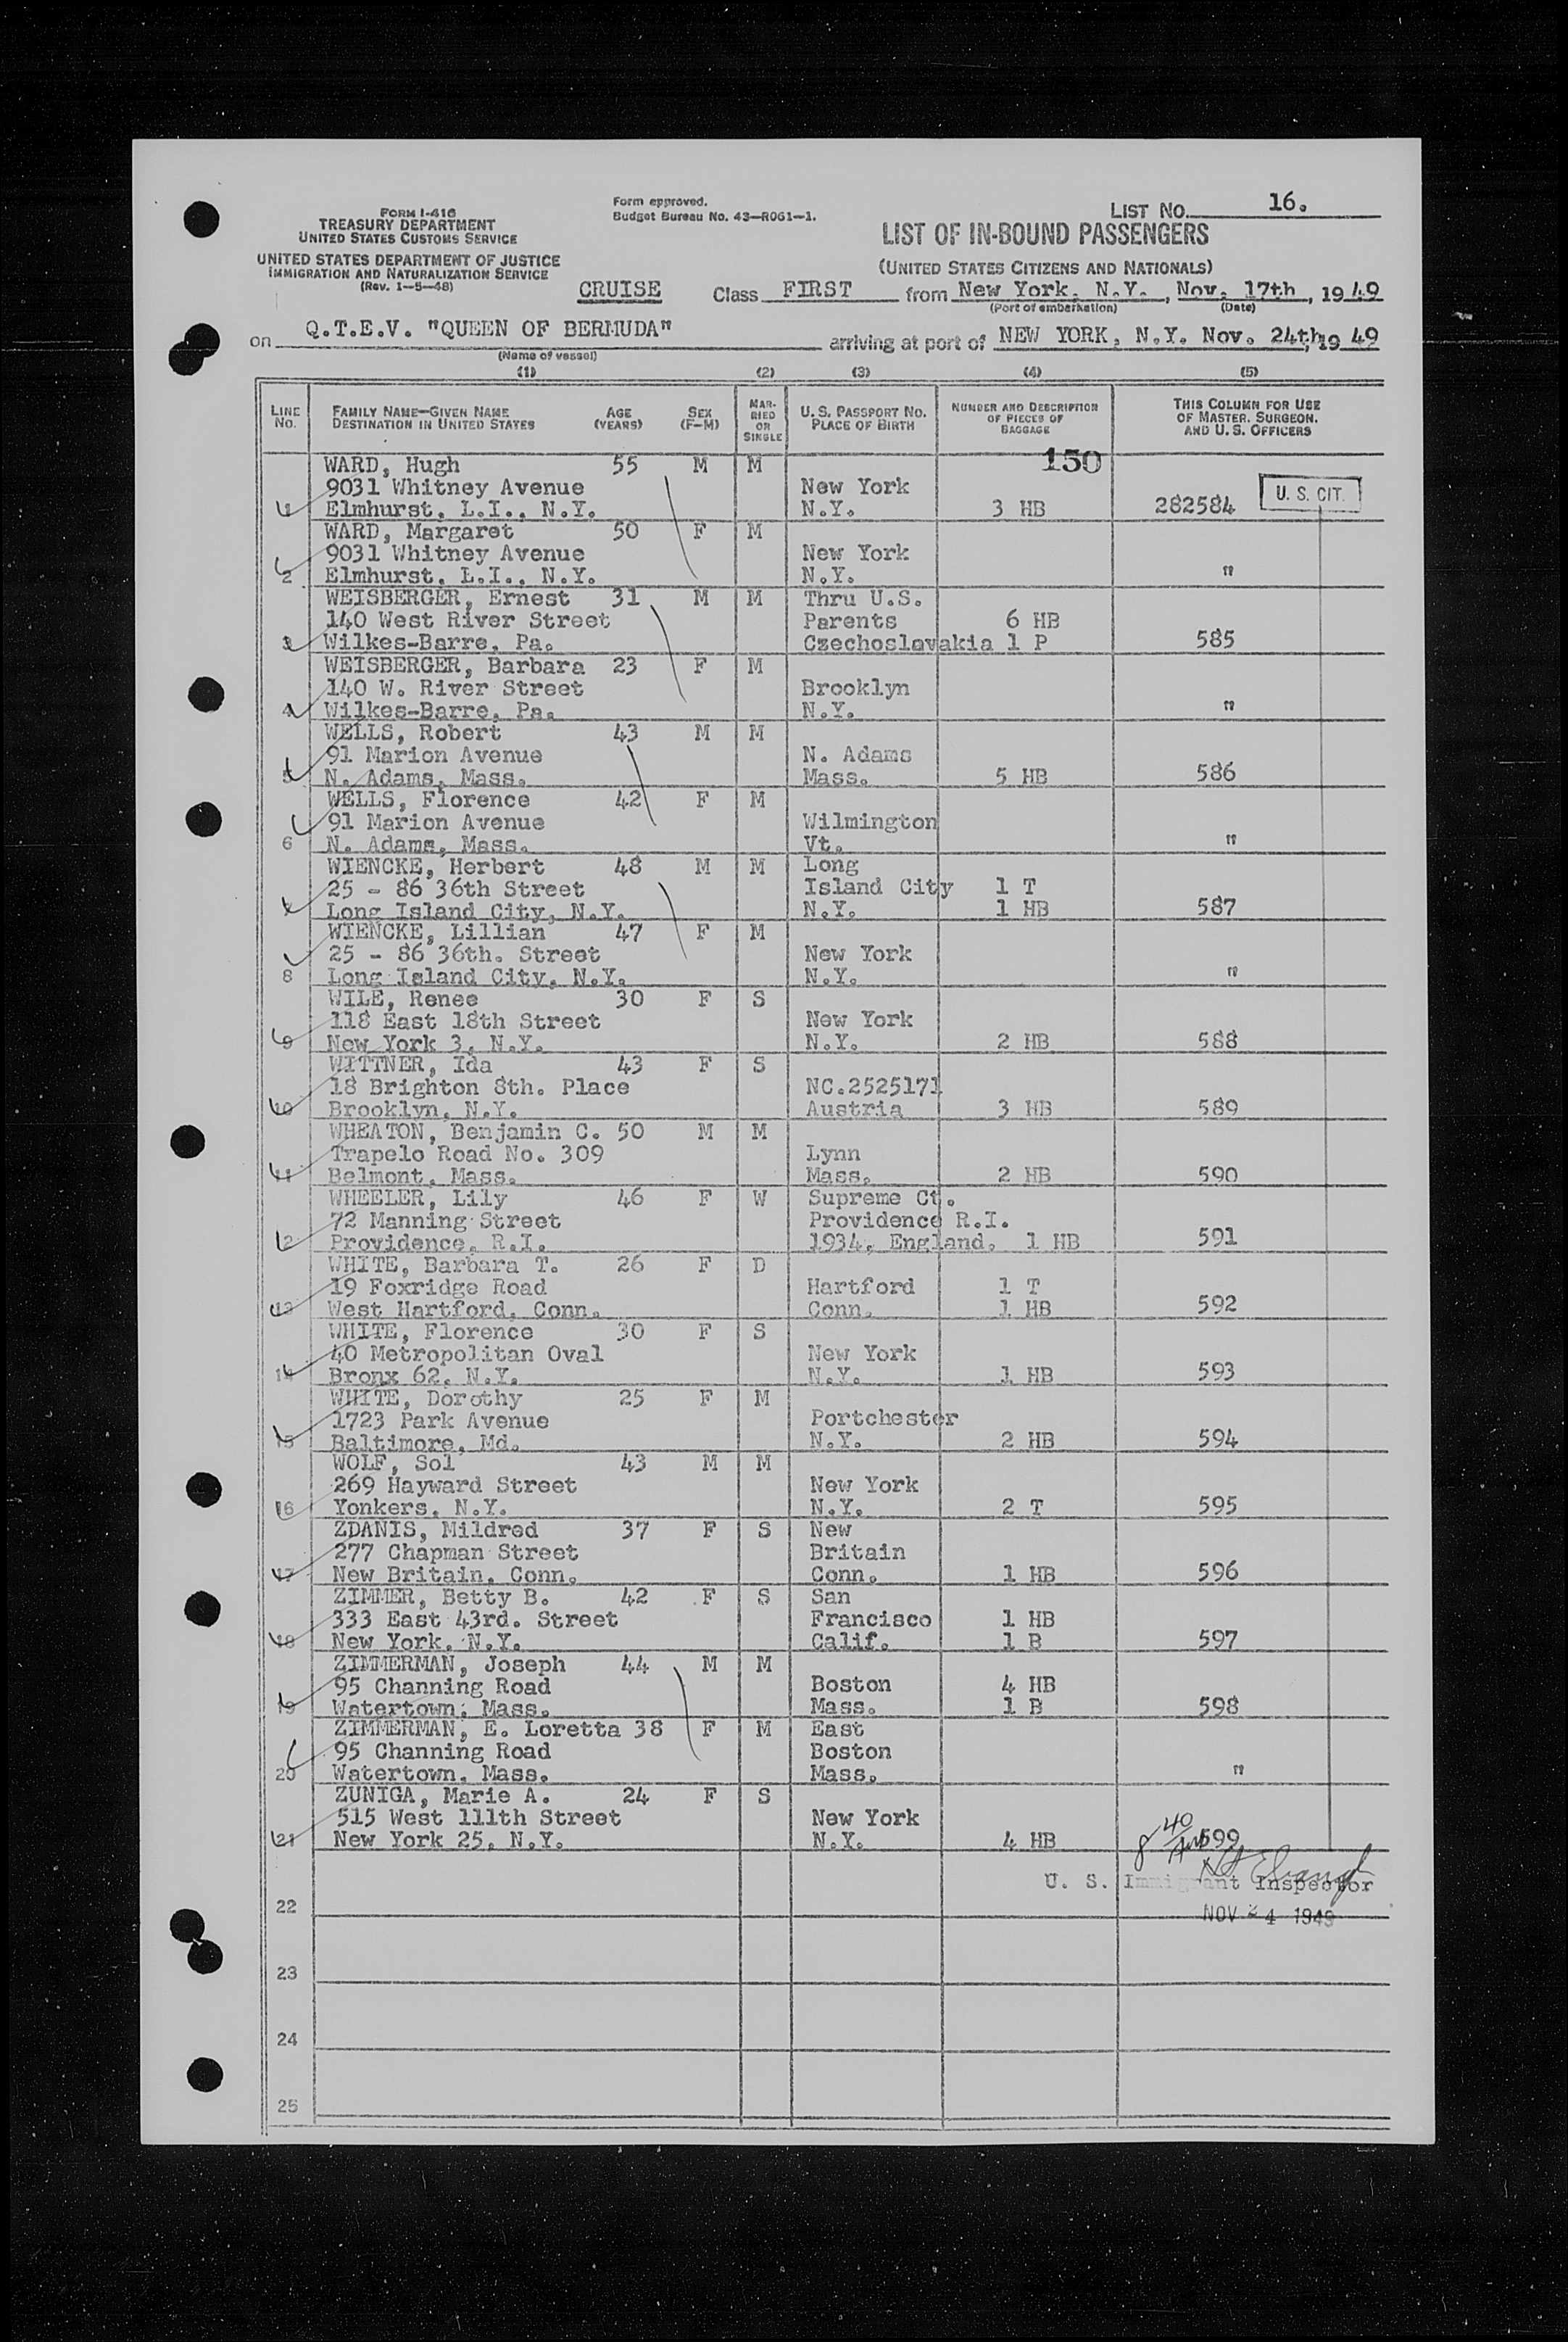 FORM I-416
TREASURY DEPARTMENT
UNITED STATES CUSTOMS SERVICE
UNITED STATES DEPARTMENT OF JUSTICE
IMMIGRATION AND NATURALIZATION SERVICE
(Rev. 1-5-48)
Form approved.
Budget Bureau No. 43-R061-1.
LIST NO. 16.
LIST OF IN-BOUND PASSENGERS
(UNITED STATES CITIZENS AND NATIONALS)
CRUISE Class FIRST from New York, N.Y., Nov. 17th, 1949
(Port of embarkation) (Date)
on Q.T.E.V. "QUEEN OF BERMUDA" arriving at port of NEW YORK, N.Y. Nov. 24th, 19 49
(Name of vessel)
(1) (2) (3) (4) (5)
LINE No. FAMILY NAME—GIVEN NAME DESTINATION IN UNITED STATES AGE (YEARS) SEX (F-M) MARRIED OR SINGLE U. S. PASSPORT NO. PLACE OF BIRTH NUMBER AND DESCRIPTION OF PIECES OF BAGGAGE THIS COLUMN FOR USE OF MASTER, SURGEON, AND U. S. OFFICERS
150
WARD, Hugh 55 M M
9031 Whitney Avenue New York U. S. CIT.
1 Elmhurst, L.I., N.Y. N.Y. 3 HB 282584
WARD, Margaret 50 F M
9031 Whitney Avenue New York
2 Elmhurst, L.I., N.Y. N.Y. "
WEISBERGER, Ernest 31 M M Thru U.S.
140 West River Street Parents 6 HB
3 Wilkes-Barre, Pa. Czechoslovakia 1 P 585
WEISBERGER, Barbara 23 F M
140 W. River Street Brooklyn
4 Wilkes-Barre, Pa. N.Y. "
WELLS, Robert 43 M M
91 Marion Avenue N. Adams
5 N. Adams, Mass. Mass. 5 HB 586
WELLS, Florence 42 F M
91 Marion Avenue Wilmington
6 N. Adams, Mass. Vt. "
WIENCKE, Herbert 48 M M Long
25 - 86 36th Street Island City 1 T
7 Long Island City, N.Y. N.Y. 1 HB 587
WIENCKE, Lillian 47 F M
25 - 86 36th. Street New York
8 Long Island City, N.Y. N.Y. "
WILE, Renee 30 F S
118 East 18th Street New York
9 New York 3, N.Y. N.Y. 2 HB 588
WITTNER, Ida 43 F S
18 Brighton 8th. Place NC.2525171
10 Brooklyn, N.Y. Austria 3 HB 589
WHEATON, Benjamin C. 50 M M
Trapelo Road No. 309 Lynn
11 Belmont, Mass. Mass. 2 HB 590
WHEELER, Lily 46 F W Supreme Ct.
72 Manning Street Providence R.I.
12 Providence, R.I. 1934, England. 1 HB 591
WHITE, Barbara T. 26 F D
19 Foxridge Road Hartford 1 T
13 West Hartford, Conn. Conn. 1 HB 592
WHITE, Florence 30 F S
40 Metropolitan Oval New York
14 Bronx 62, N.Y. N.Y. 1 HB 593
WHITE, Dorothy 25 F M
1723 Park Avenue Portchester
15 Baltimore, Md. N.Y. 2 HB 594
WOLF, Sol 43 M M
269 Hayward Street New York
16 Yonkers, N.Y. N.Y. 2 T 595
ZDANIS, Mildred 37 F S New
277 Chapman Street Britain
17 New Britain, Conn. Conn. 1 HB 596
ZIMMER, Betty B. 42 F S San
333 East 43rd. Street Francisco 1 HB
18 New York, N.Y. Calif. 1 B 597
ZIMMERMAN, Joseph 44 M M
95 Channing Road Boston 4 HB
19 Watertown, Mass. Mass. 1 B 598
ZIMMERMAN, E. Loretta 38 F M East
95 Channing Road Boston
20 Watertown, Mass. Mass. "
ZUNIGA, Marie A. 24 F S
515 West 111th Street New York
21 New York 25, N.Y. N.Y. 4 HB 599
8 40
U. S. Immigrant Inspector
22 NOV 24 1949
23
24
25